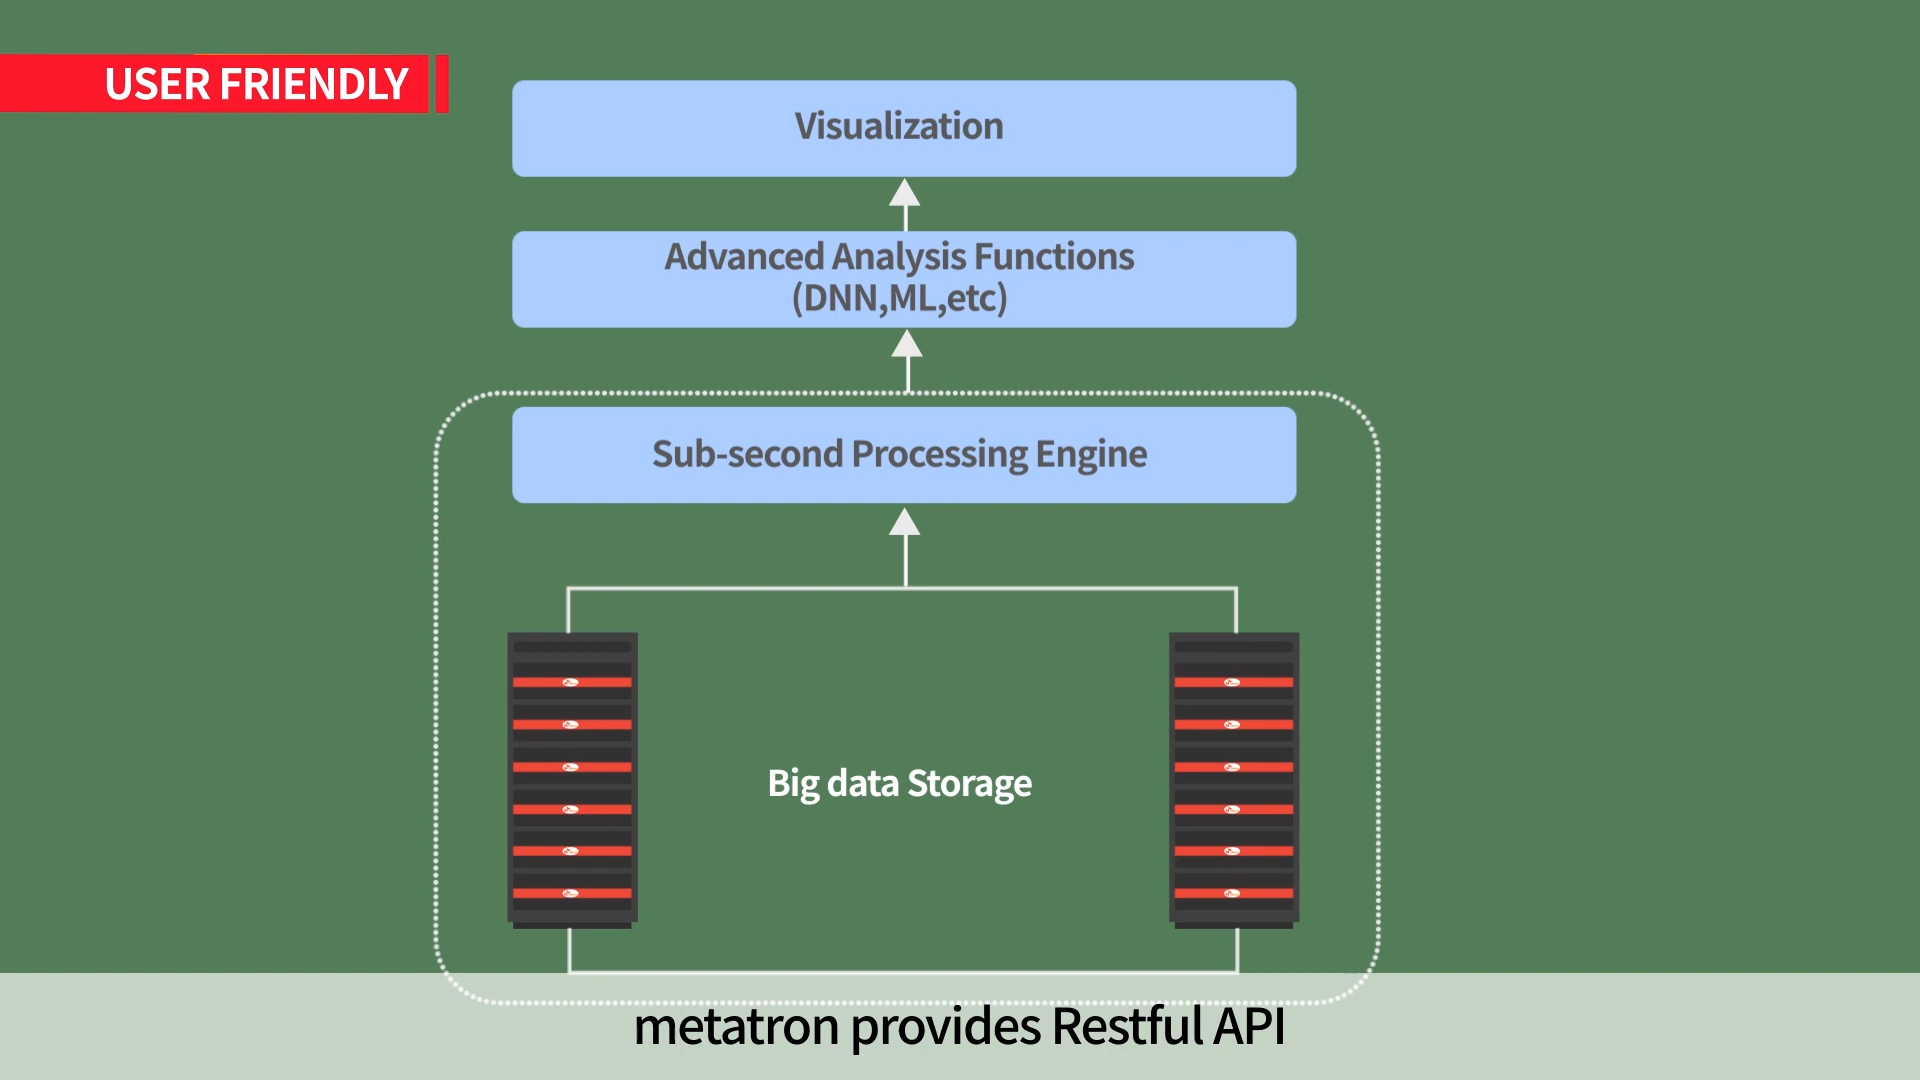 USER FRIENDLY
Visualization
Advanced Analysis Functions
(DNN,ML,etc)
Sub-second Processing Engine
Big data Storage
metatron provides Restful API